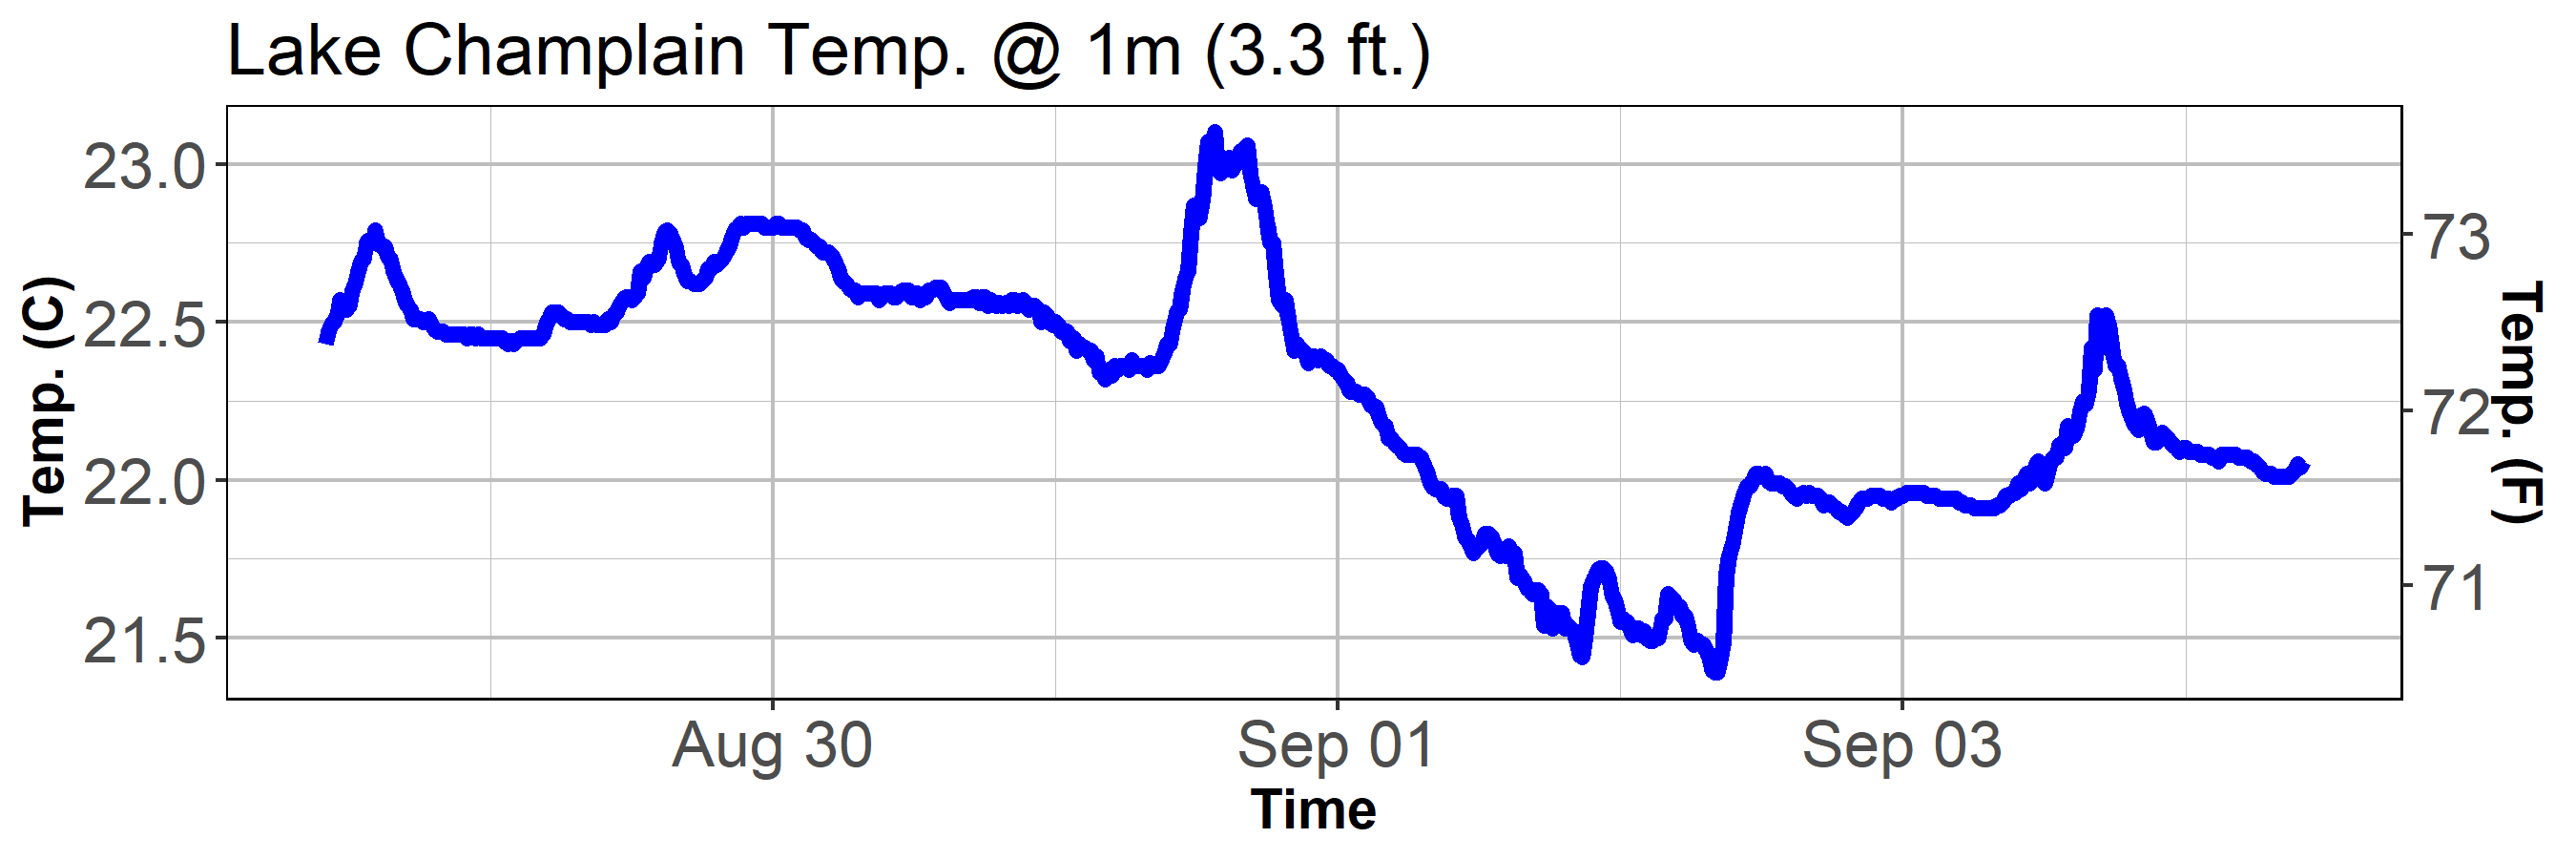 Lake Champlain Temp. @ 1m (3.3 ft.)
Temp. (C)
23.0
22.5
22.0
21.5
73
72
71
Temp. (F)
Aug 30
Sep 01
Sep 03
Time